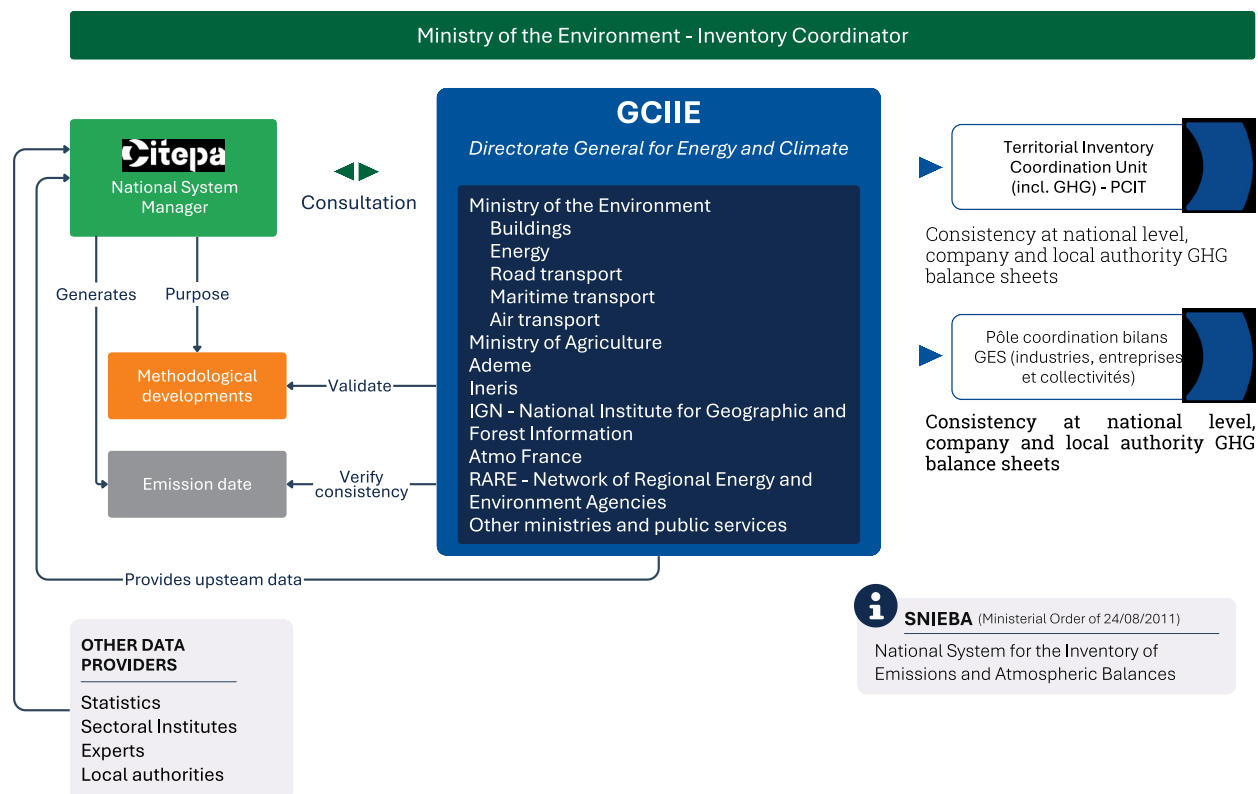 Ministry of the Environment - Inventory Coordinator
Citepa
National System
Manager
Consultation
Generates
Purpose
Methodological
developments
Emission date
Validate
Verify
consistency
GCIIE
Directorate General for Energy and Climate
Ministry of the Environment
Buildings
Energy
Road transport
Maritime transport
Air transport
Ministry of Agriculture
Ademe
Ineris
IGN - National Institute for Geographic and
Forest Information
Atmo France
RARE - Network of Regional Energy and
Environment Agencies
Other ministries and public services
Provides upsteam data
Territorial Inventory
Coordination Unit
(incl. GHG) - PCIT
Consistency at national level,
company and local authority GHG
balance sheets
Pôle coordination bilans
GES (industries, entreprises
et collectivités)
Consistency at national level,
company and local authority GHG
balance sheets
OTHER DATA
PROVIDERS
Statistics
Sectoral Institutes
Experts
Local authorities
i
SNIEBA (Ministerial Order of 24/08/2011)
National System for the Inventory of
Emissions and Atmospheric Balances